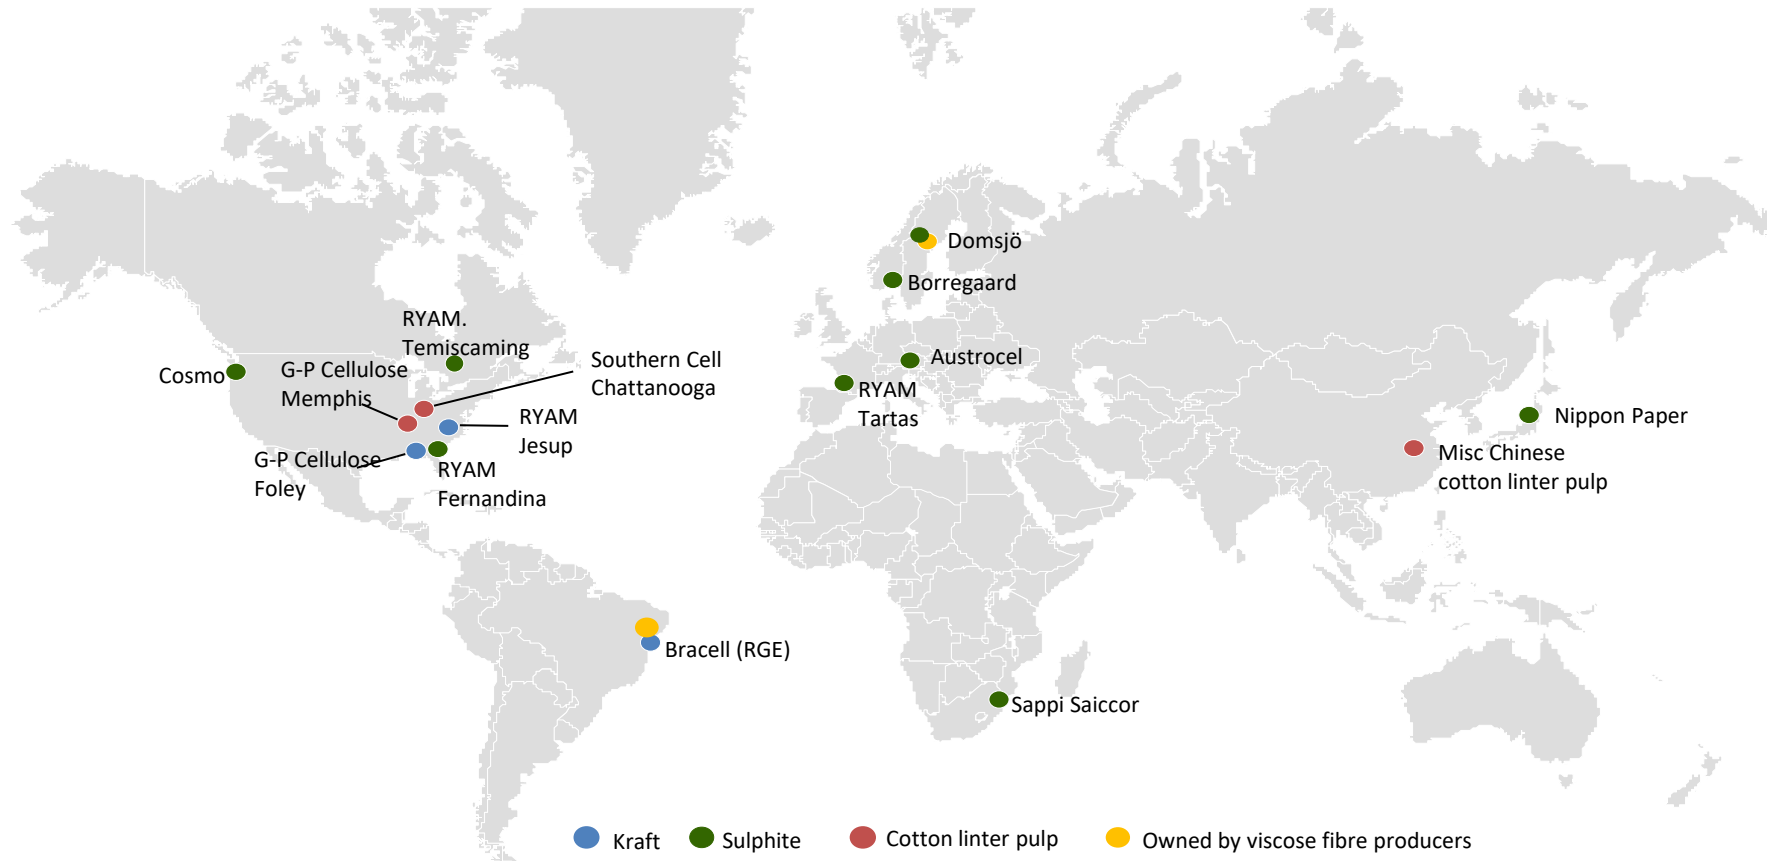 Domsjö
Borregaard
RYAM.
Temiscaming
Southern Cell
Chattanooga
Cosmo
G-P Cellulose
Memphis
Austrocel
RYAM
Tartas
RYAM
Jesup
Nippon Paper
G-P Cellulose
Foley
RYAM
Fernandina
Misc Chinese
cotton linter pulp
Bracell (RGE)
Sappi Saiccor
Kraft
Sulphite
Cotton linter pulp
Owned by viscose fibre producers